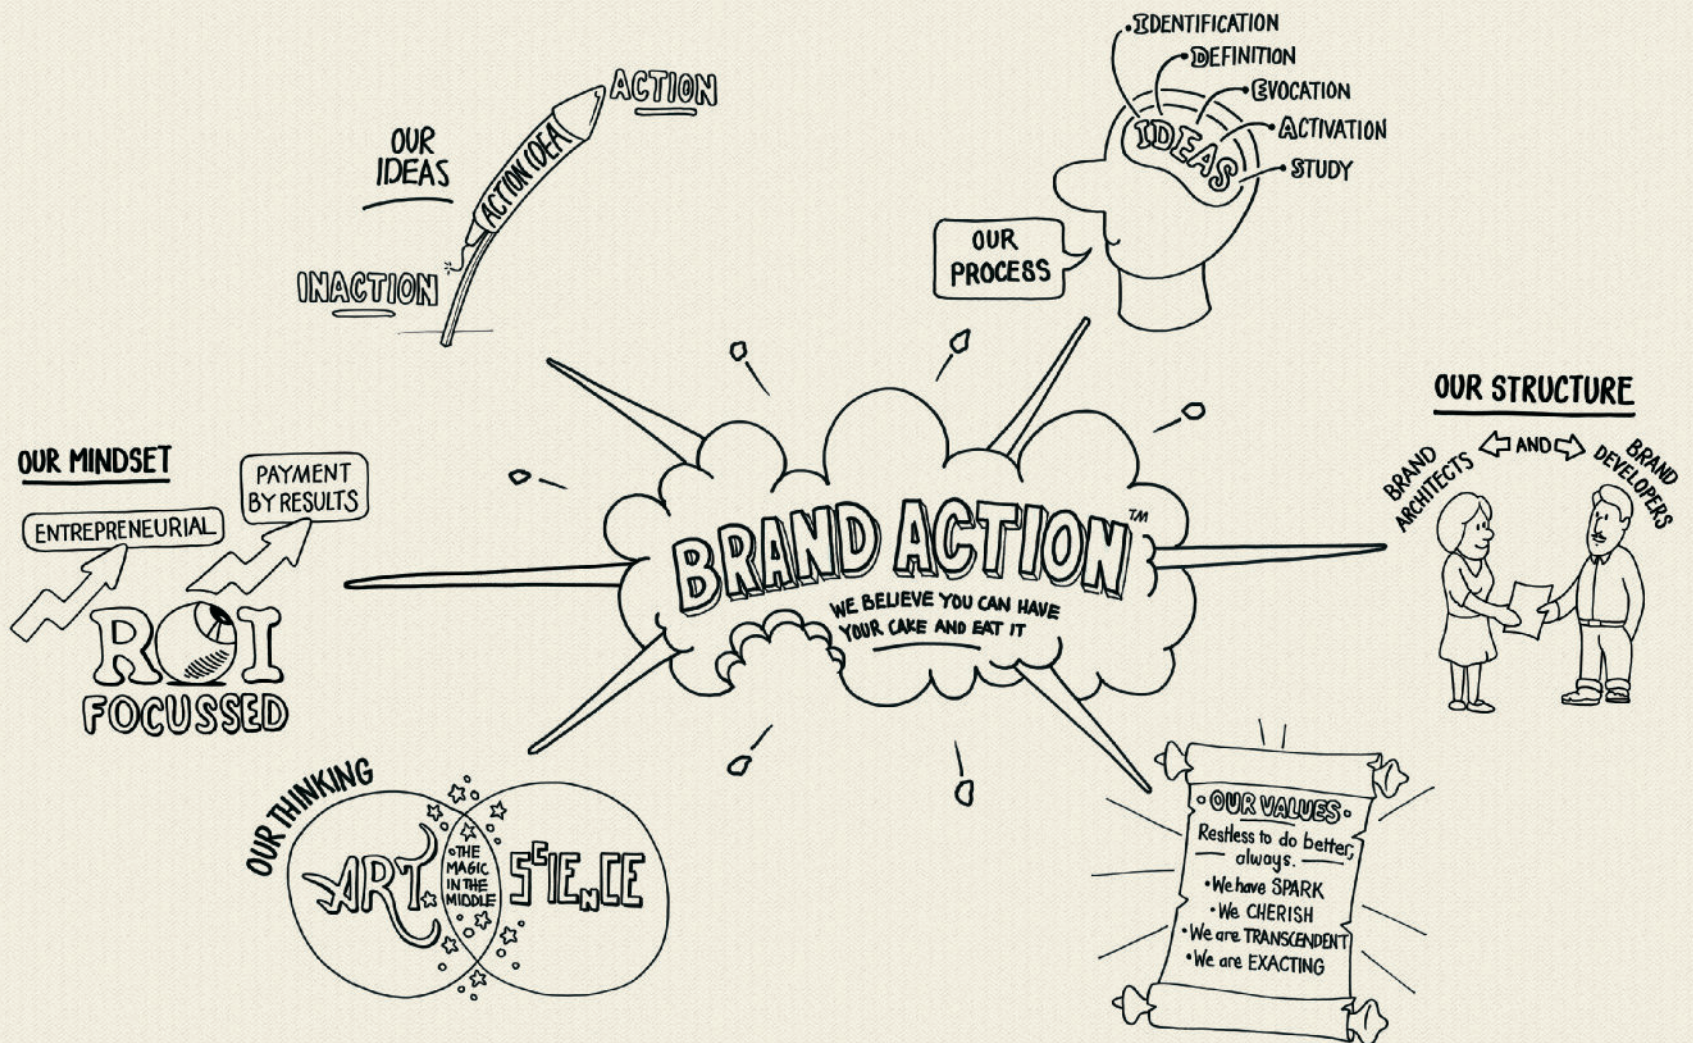 OUR
IDEAS
ACTION
ACTION IDEA
INACTION
IDENTIFICATION
DEFINITION
EVOCATION
ACTIVATION
STUDY
IDEAS
OUR
PROCESS
OUR STRUCTURE
BRAND
ARCHITECTS
AND
BRAND
DEVELOPERS
OUR MINDSET
ENTREPRENEURIAL
PAYMENT
BY RESULTS
ROI
FOCUSSED
BRAND ACTION™
WE BELIEVE YOU CAN HAVE
YOUR CAKE AND EAT IT
OUR THINKING
ART
•THE
MAGIC
IN THE
MIDDLE
SCIENCE
•OUR VALUES•
Restless to do better,
always.
•We have SPARK
•We CHERISH
•We are TRANSCENDENT
•We are EXACTING